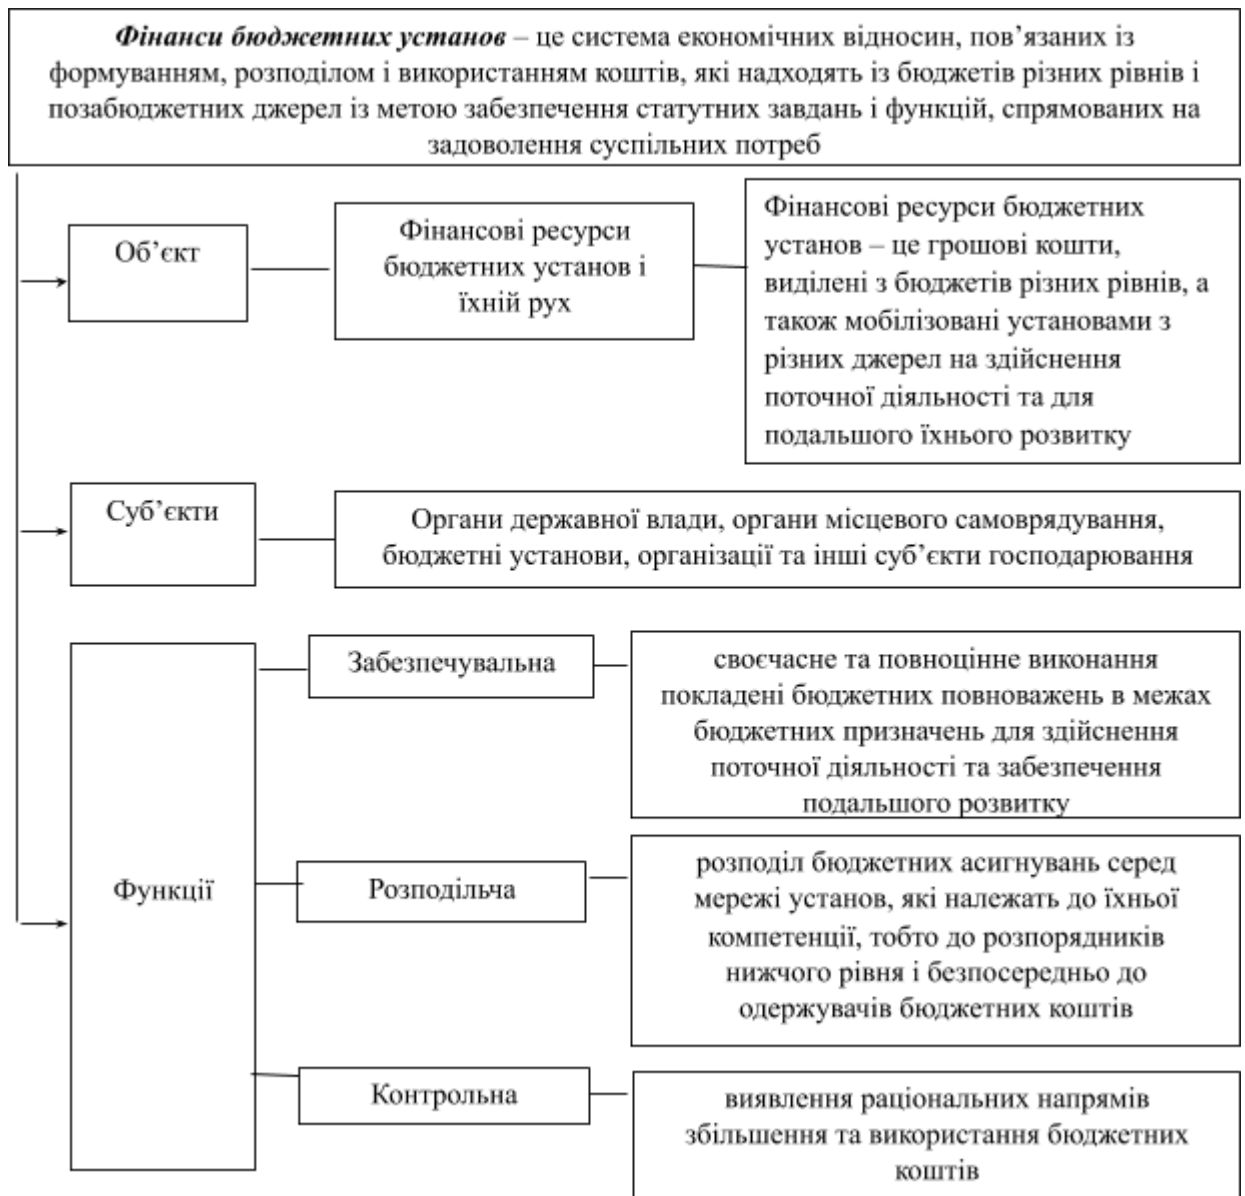 Фінанси бюджетних установ – це система економічних відносин, пов’язаних із
формуванням, розподілом і використанням коштів, які надходять із бюджетів різних рівнів і
позабюджетних джерел із метою забезпечення статутних завдань і функцій, спрямованих на
задоволення суспільних потреб
Об’єкт
Фінансові ресурси
бюджетних установ і
їхній рух
Фінансові ресурси бюджетних
установ – це грошові кошти,
виділені з бюджетів різних рівнів, а
також мобілізовані установами з
різних джерел на здійснення
поточної діяльності та для
подальшого їхнього розвитку
Суб’єкти
Органи державної влади, органи місцевого самоврядування,
бюджетні установи, організації та інші суб’єкти господарювання
Функції
Забезпечувальна
своєчасне та повноцінне виконання
покладені бюджетних повноважень в межах
бюджетних призначень для здійснення
поточної діяльності та забезпечення
подальшого розвитку
Розподільча
розподіл бюджетних асигнувань серед
мережі установ, які належать до їхньої
компетенції, тобто до розпорядників
нижчого рівня і безпосередньо до
одержувачів бюджетних коштів
Контрольна
виявлення раціональних напрямів
збільшення та використання бюджетних
коштів